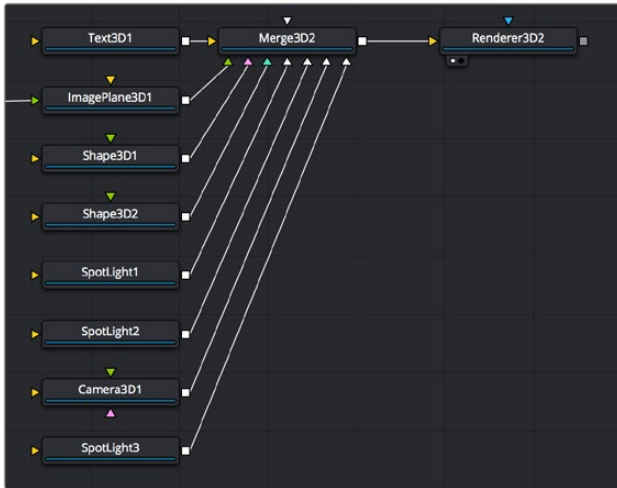 Text3D1
Merge3D2
Renderer3D2
ImagePlane3D1
Shape3D1
Shape3D2
SpotLight1
SpotLight2
Camera3D1
SpotLight3